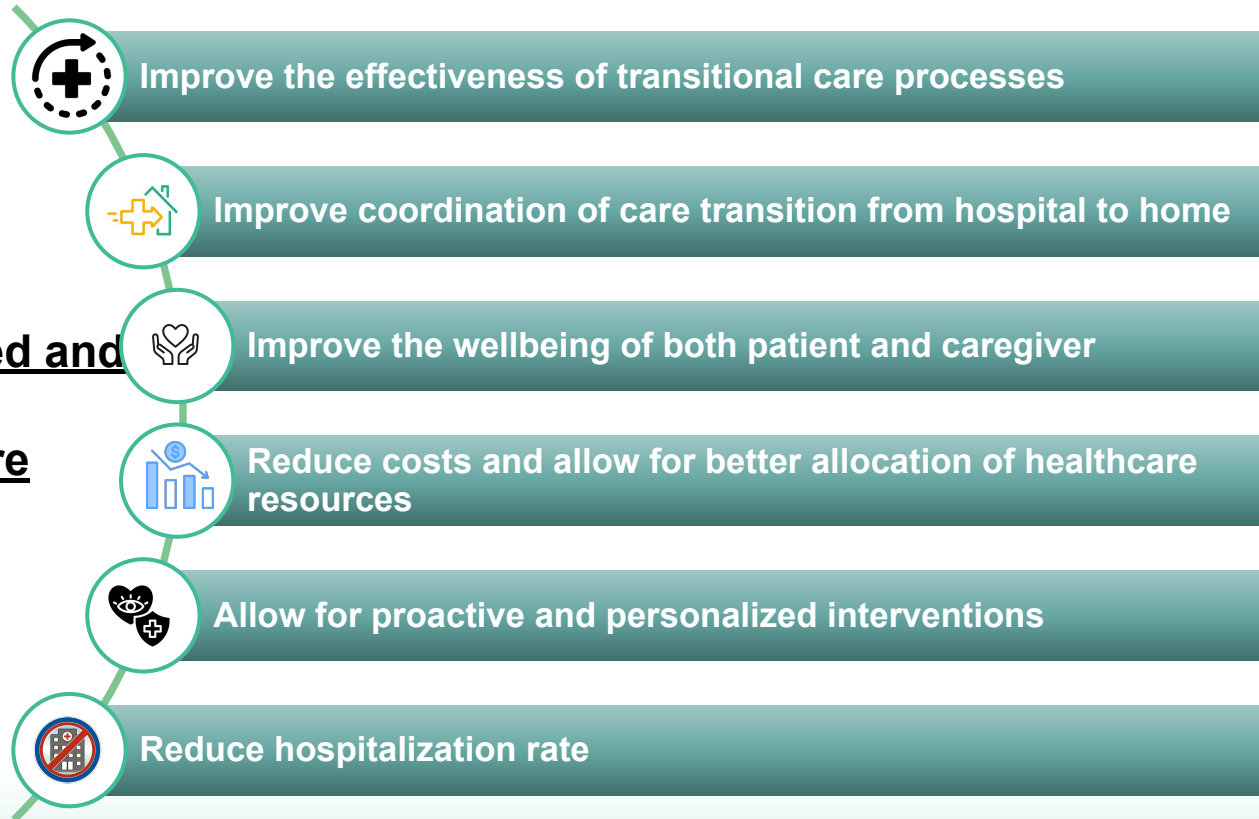 Improve the effectiveness of transitional care processes
Improve coordination of care transition from hospital to home
ed and
Improve the wellbeing of both patient and caregiver
re
Reduce costs and allow for better allocation of healthcare
resources
Allow for proactive and personalized interventions
Reduce hospitalization rate